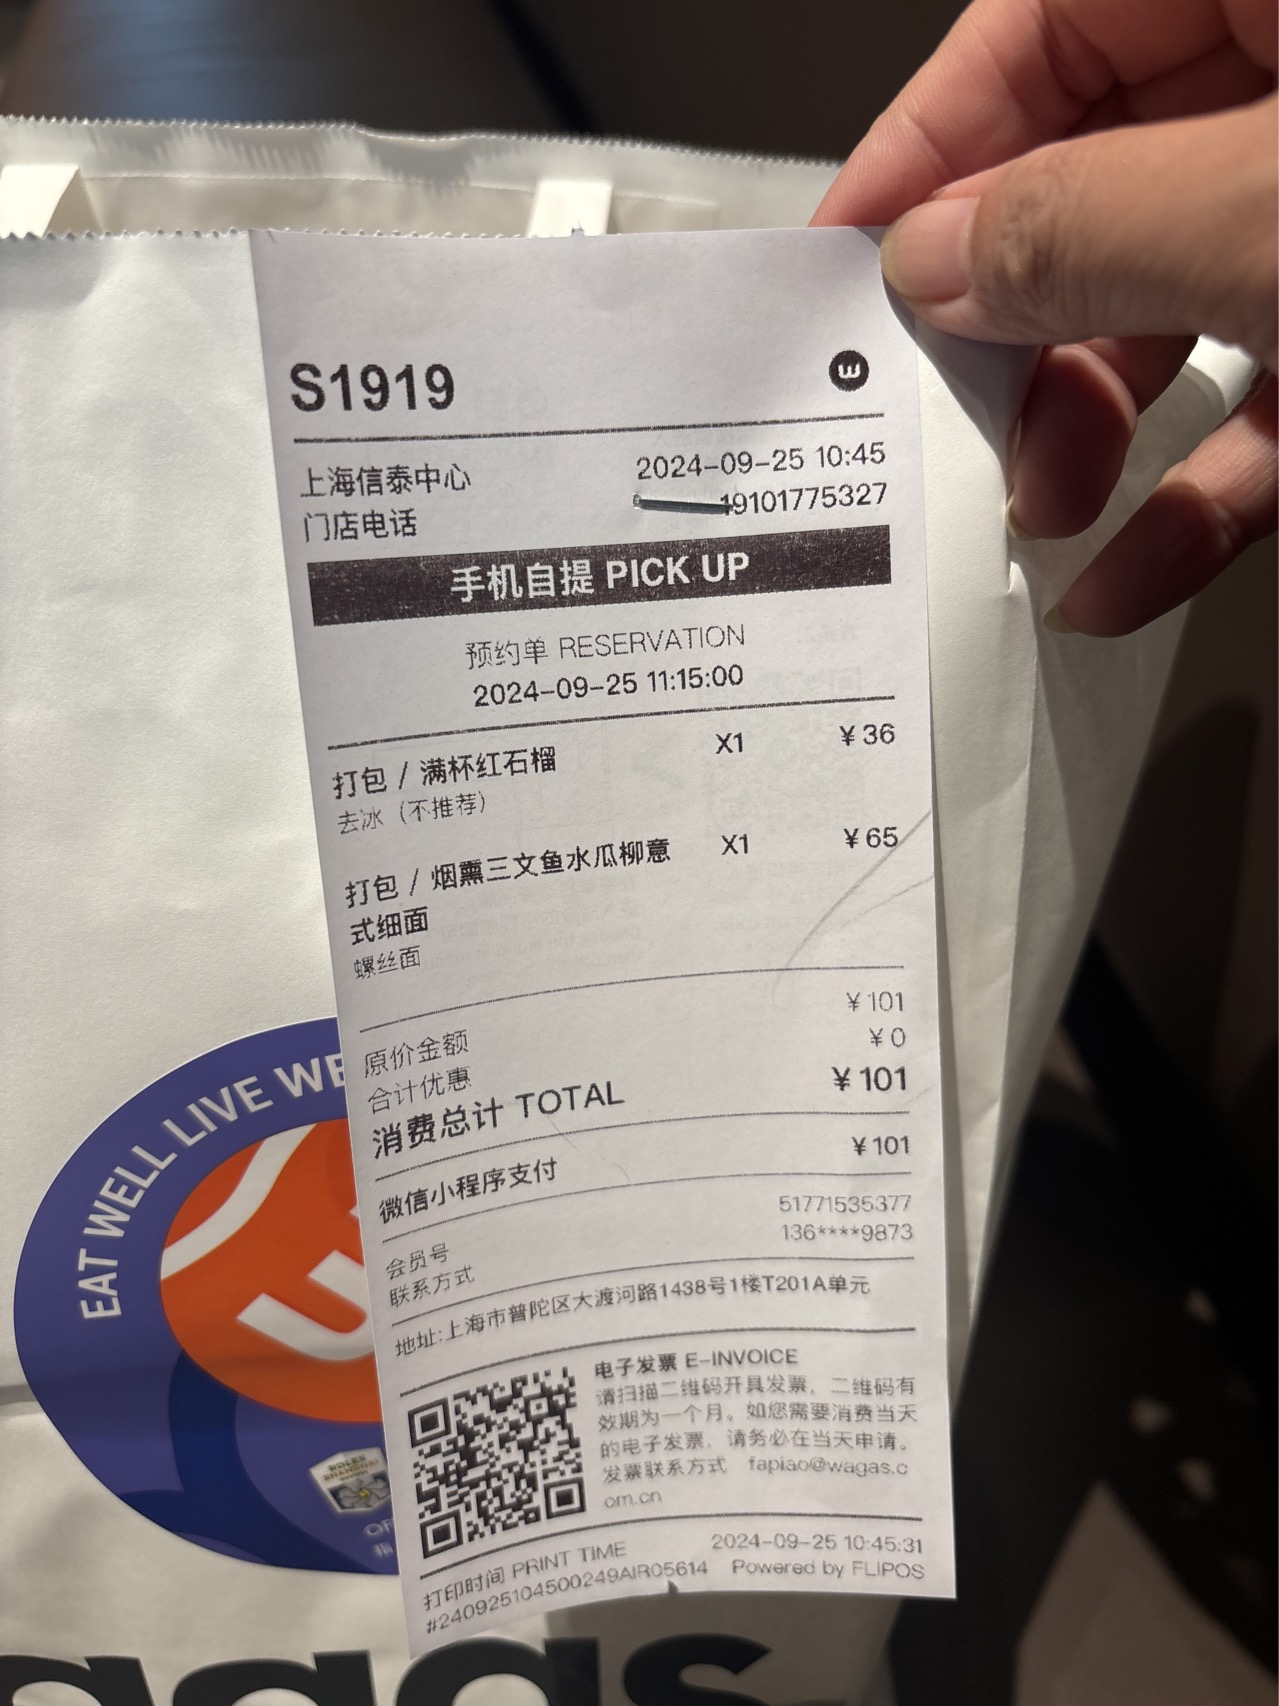 S1919
上海信泰中心 2024-09-25 10:45
门店电话 19101775327
手机自提 PICK UP
预约单 RESERVATION
2024-09-25 11:15:00
打包 / 满杯红石榴 X1 ¥36
去冰（不推荐）
打包 / 烟熏三文鱼水瓜柳意 X1 ¥65
式细面
螺丝面
原价金额 ¥101
合计优惠 ¥0
消费总计 TOTAL ¥101
微信小程序支付 ¥101
会员号 51771535377
联系方式 136****9873
地址:上海市普陀区大渡河路1438号1楼T201A单元
电子发票 E-INVOICE
请扫描二维码开具发票，二维码有
效期为一个月。如您需要消费当天
的电子发票，请务必在当天申请。
发票联系方式 fapiao@wagas.c
om.cn
打印时间 PRINT TIME 2024-09-25 10:45:31
#240925104500249AIR05614 Powered by FLIPOS
EAT WELL LIVE WE
ROLEX
SHANGHAI